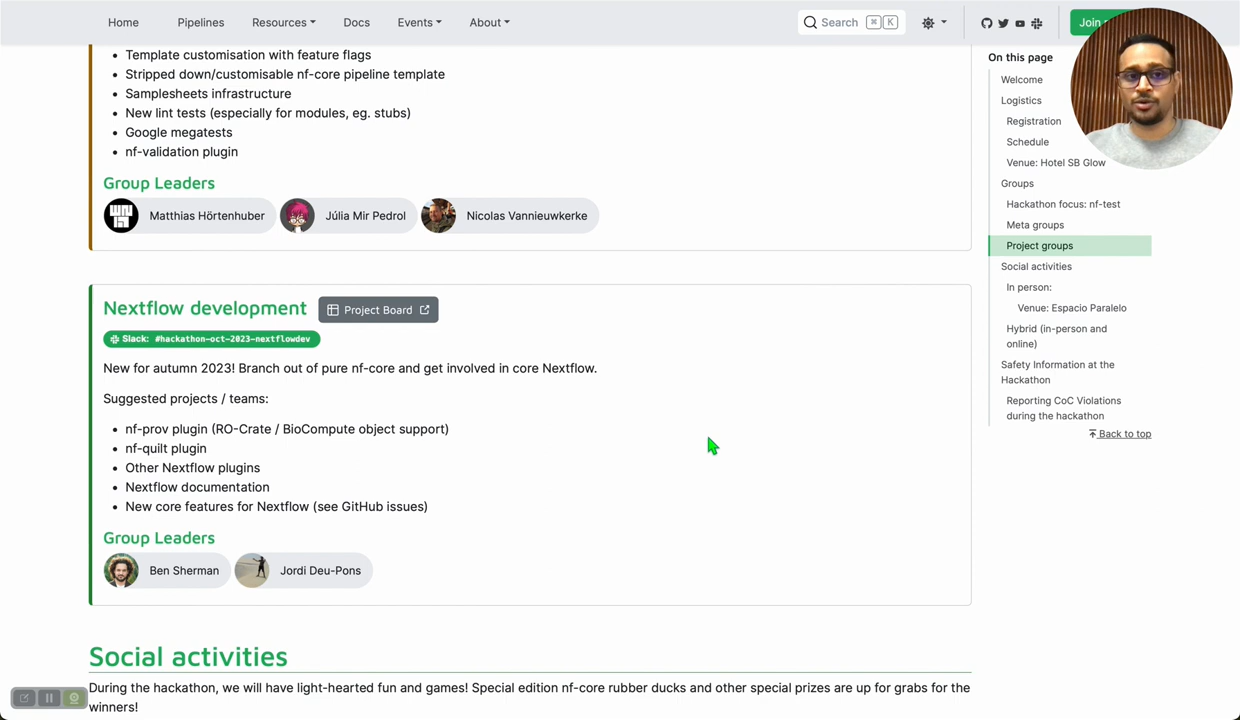 Home Pipelines Resources Docs Events About Search ⌘ K Join
Template customisation with feature flags
Stripped down/customisable nf-core pipeline template
Samplesheets infrastructure
New lint tests (especially for modules, eg. stubs)
Google megatests
nf-validation plugin
Group Leaders
Matthias Hörtenhuber Júlia Mir Pedrol Nicolas Vannieuwkerke
Nextflow development Project Board
Slack: #hackathon-oct-2023-nextflowdev
New for autumn 2023! Branch out of pure nf-core and get involved in core Nextflow.
Suggested projects / teams:
nf-prov plugin (RO-Crate / BioCompute object support)
nf-quilt plugin
Other Nextflow plugins
Nextflow documentation
New core features for Nextflow (see GitHub issues)
Group Leaders
Ben Sherman Jordi Deu-Pons
Social activities
During the hackathon, we will have light-hearted fun and games! Special edition nf-core rubber ducks and other special prizes are up for grabs for the
winners!
On this page
Welcome
Logistics
Registration
Schedule
Venue: Hotel SB Glow
Groups
Hackathon focus: nf-test
Meta groups
Project groups
Social activities
In person:
Venue: Espacio Paralelo
Hybrid (in-person and
online)
Safety Information at the
Hackathon
Reporting CoC Violations
during the hackathon
Back to top